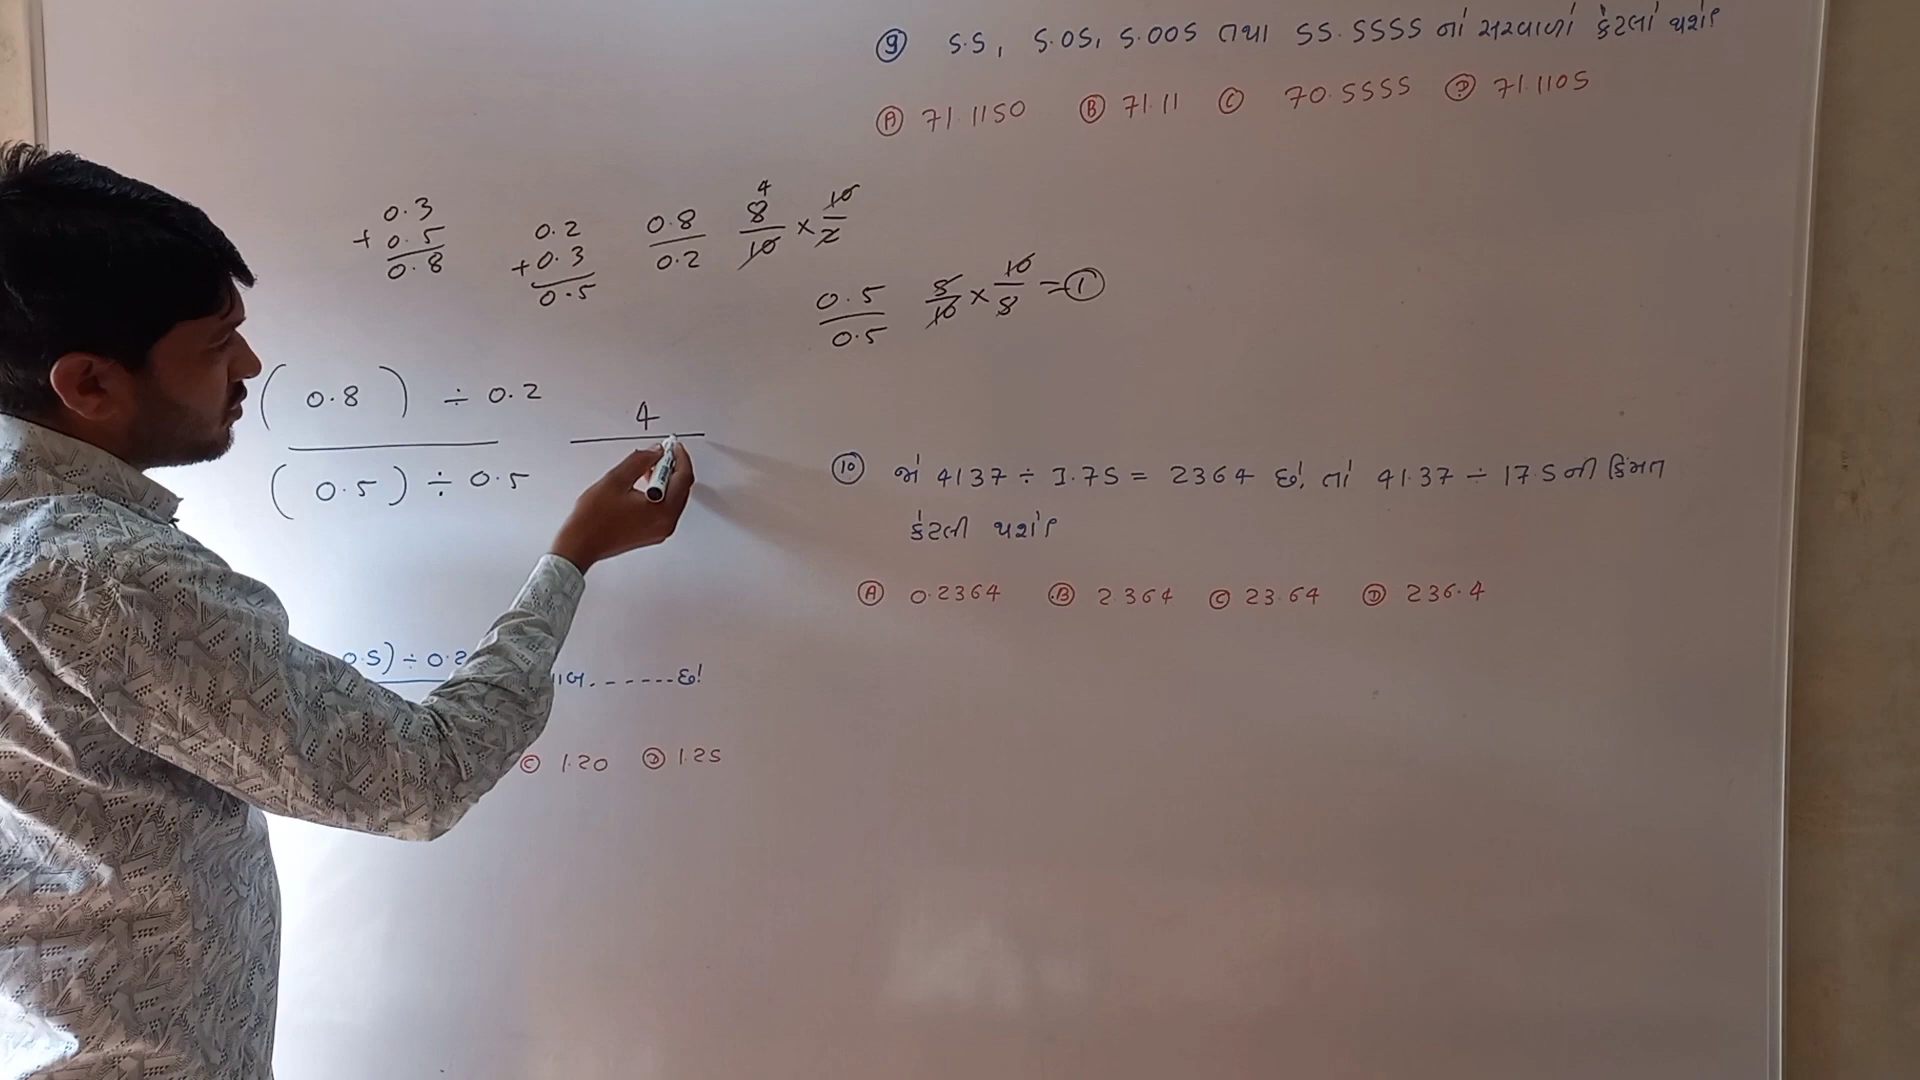 ⑨ 5.5, 5.05, 5.005 તથા 55.5555 નો સરવાળો કેટલો થશે?
Ⓐ 71.1150 Ⓑ 71.11 Ⓒ 70.5555 Ⓓ 71.1105
0.3
+ 0.5
0.8
0.2
+0.3
0.5
0.8
0.2
4
8/10 × 10/2
0.5
0.5
5/10 × 10/5 = ①
( 0.8 ) ÷ 0.2
( 0.5 ) ÷ 0.5
4
⑩ જો 4137 ÷ 1.75 = 2364 છે, તો 41.37 ÷ 17.5 ની કિંમત
કેટલી થશે?
Ⓐ 0.2364 Ⓑ 2.364 Ⓒ 23.64 Ⓓ 236.4
0.5) ÷ 0.2
------છે!
Ⓒ 1.20 Ⓓ 1.25